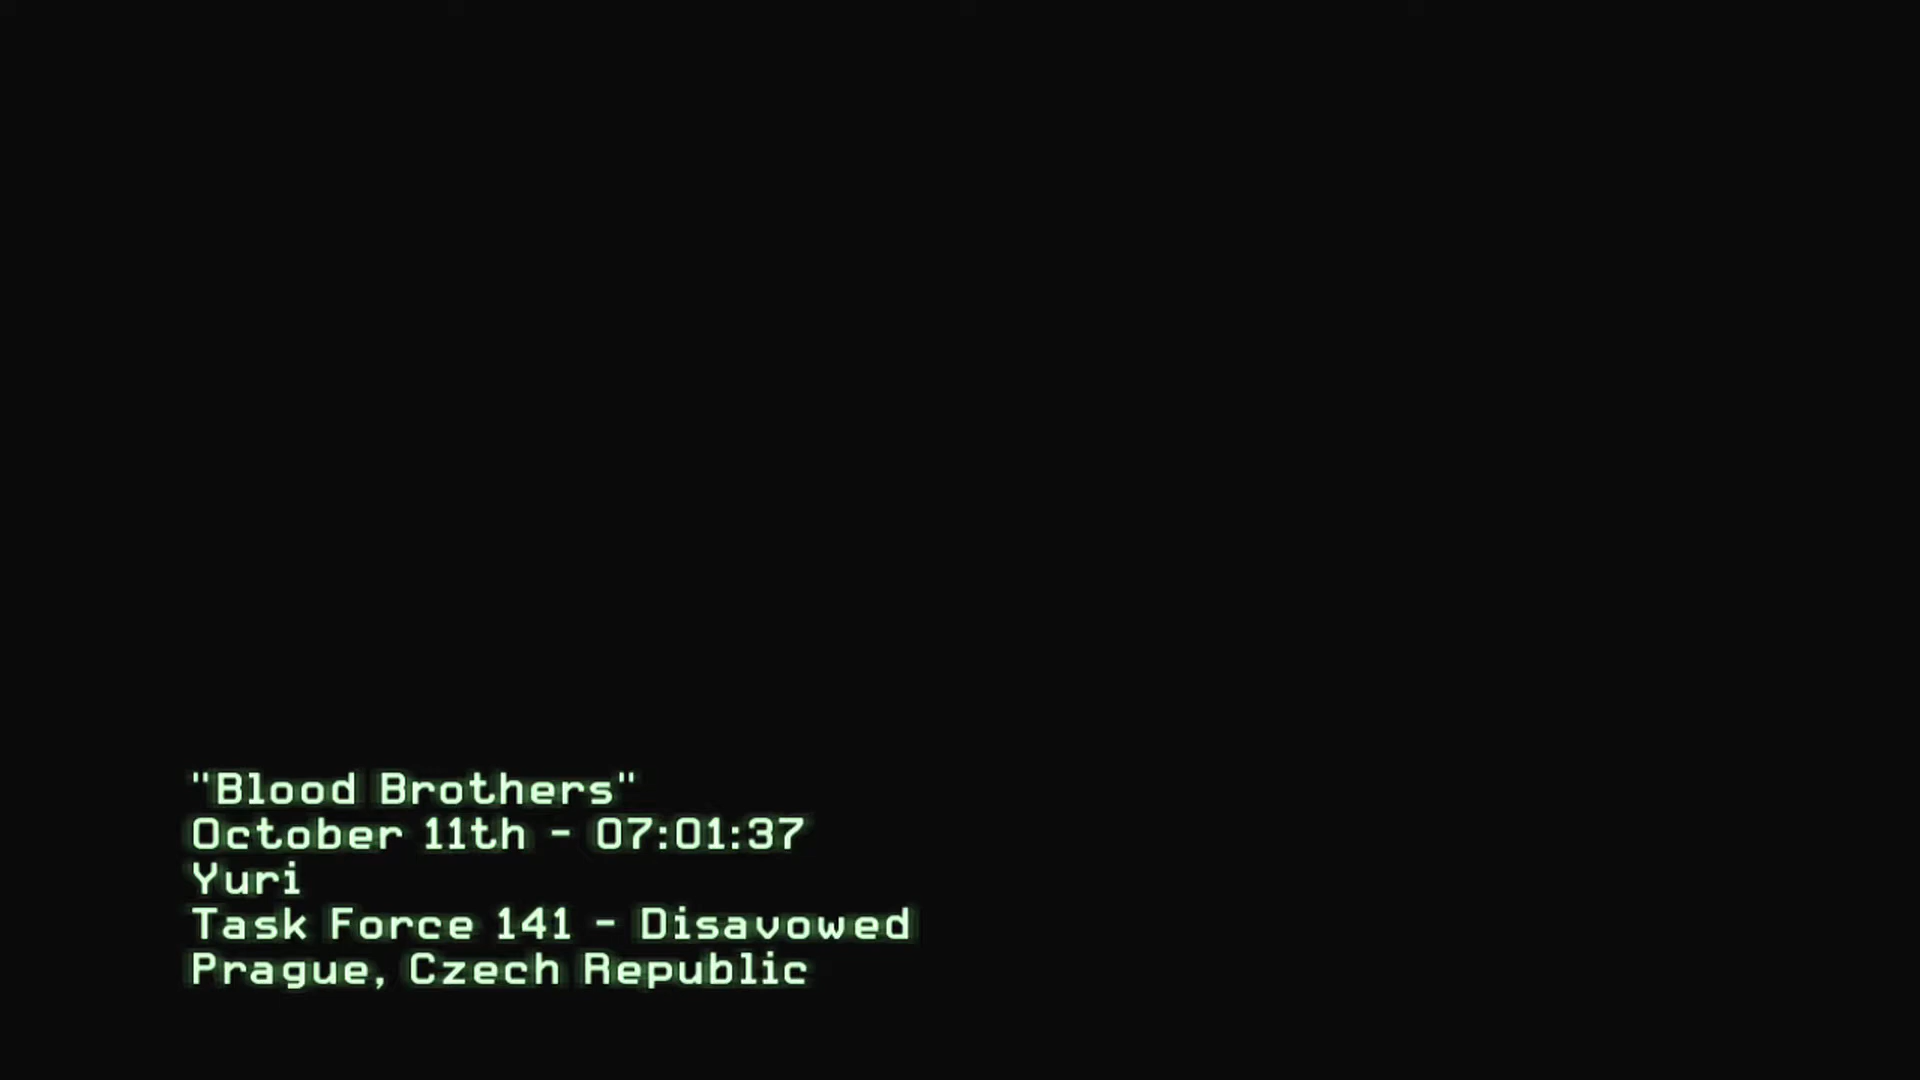 "Blood Brothers"
October 11th - 07:01:37
Yuri
Task Force 141 - Disavowed
Prague, Czech Republic